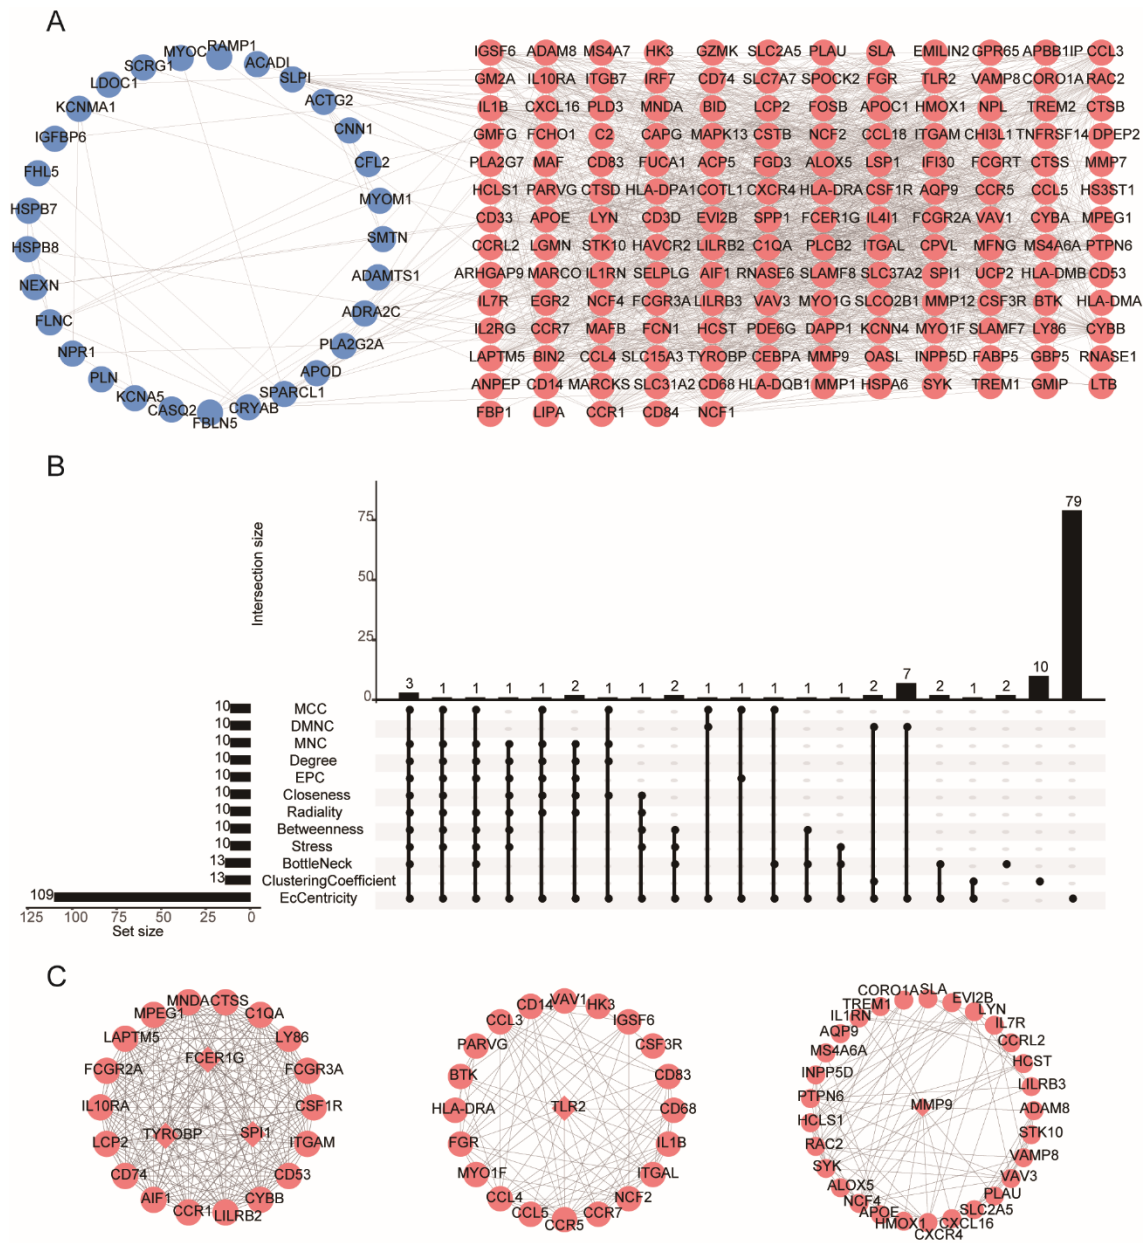 A
MYOC RAMP1
SCRG1 ACADl
LDOC1 SLPI
KCNMA1 ACTG2
IGFBP6 CNN1
FHL5 CFL2
HSPB7 MYOM1
HSPB8 SMTN
NEXN ADAMTS1
FLNC ADRA2C
NPR1 PLA2G2A
PLN APOD
KCNA5 SPARCL1
CASQ2 CRYAB
FBLN5
IGSF6 ADAM8 MS4A7 HK3 GZMK SLC2A5 PLAU SLA EMILIN2 GPR65 APBB1IP CCL3
GM2A IL10RA ITGB7 IRF7 CD74 SLC7A7 SPOCK2 FGR TLR2 VAMP8 CORO1A RAC2
IL1B CXCL16 PLD3 MNDA BID LCP2 FOSB APOC1 HMOX1 NPL TREM2 CTSB
GMFG FCHO1 C2 CAPG MAPK13 CSTB NCF2 CCL18 ITGAM CHI3L1 TNFRSF14 DPEP2
PLA2G7 MAF CD83 FUCA1 ACP5 FGD3 ALOX5 LSP1 IFI30 FCGRT CTSS MMP7
HCLS1 PARVG CTSD HLA-DPA1 COTL1 CXCR4 HLA-DRA CSF1R AQP9 CCR5 CCL5 HS3ST1
CD33 APOE LYN CD3D EVI2B SPP1 FCER1G IL4I1 FCGR2A VAV1 CYBA MPEG1
CCRL2 LGMN STK10 HAVCR2 LILRB2 C1QA PLCB2 ITGAL CPVL MFNG MS4A6A PTPN6
ARHGAP9 MARCO IL1RN SELPLG AIF1 RNASE6 SLAMF8 SLC37A2 SPI1 UCP2 HLA-DMB CD53
IL7R EGR2 NCF4 FCGR3A LILRB3 VAV3 MYO1G SLCO2B1 MMP12 CSF3R BTK HLA-DMA
IL2RG CCR7 MAFB FCN1 HCST PDE6G DAPP1 KCNN4 MYO1F SLAMF7 LY86 CYBB
LAPTM5 BIN2 CCL4 SLC15A3 TYROBP CEBPA MMP9 OASL INPP5D FABP5 GBP5 RNASE1
ANPEP CD14 MARCKS SLC31A2 CD68 HLA-DQB1 MMP1 HSPA6 SYK TREM1 GMIP LTB
FBP1 LIPA CCR1 CD84 NCF1
B
Intersection size
75
50
25
0
3 1 1 1 1 2 1 1 2 1 1 1 1 1 2 7 2 1 2 10 79
10 MCC
10 DMNC
10 MNC
10 Degree
10 EPC
10 Closeness
10 Radiality
10 Betweenness
10 Stress
13 BottleNeck
13 ClusteringCoefficient
109 EcCentricity
125 100 75 50 25 0
Set size
C
MNDA CTSS
MPEG1 C1QA
LAPTM5 LY86
FCER1G
FCGR2A FCGR3A
IL10RA CSF1R
TYROBP SPI1
LCP2 ITGAM
CD74 CD53
AIF1 CYBB
CCR1 LILRB2
VAV1
CD14 HK3
CCL3 IGSF6
PARVG CSF3R
BTK CD83
HLA-DRA TLR2 CD68
FGR IL1B
MYO1F ITGAL
CCL4 NCF2
CCL5 CCR7
CCR5
CORO1A SLA
TREM1 EVI2B
IL1RN LYN
AQP9 IL7R
MS4A6A CCRL2
INPP5D HCST
PTPN6 LILRB3
MMP9
HCLS1 ADAM8
RAC2 STK10
SYK VAMP8
ALOX5 VAV3
NCF4 PLAU
APOE SLC2A5
HMOX1 CXCL16
CXCR4